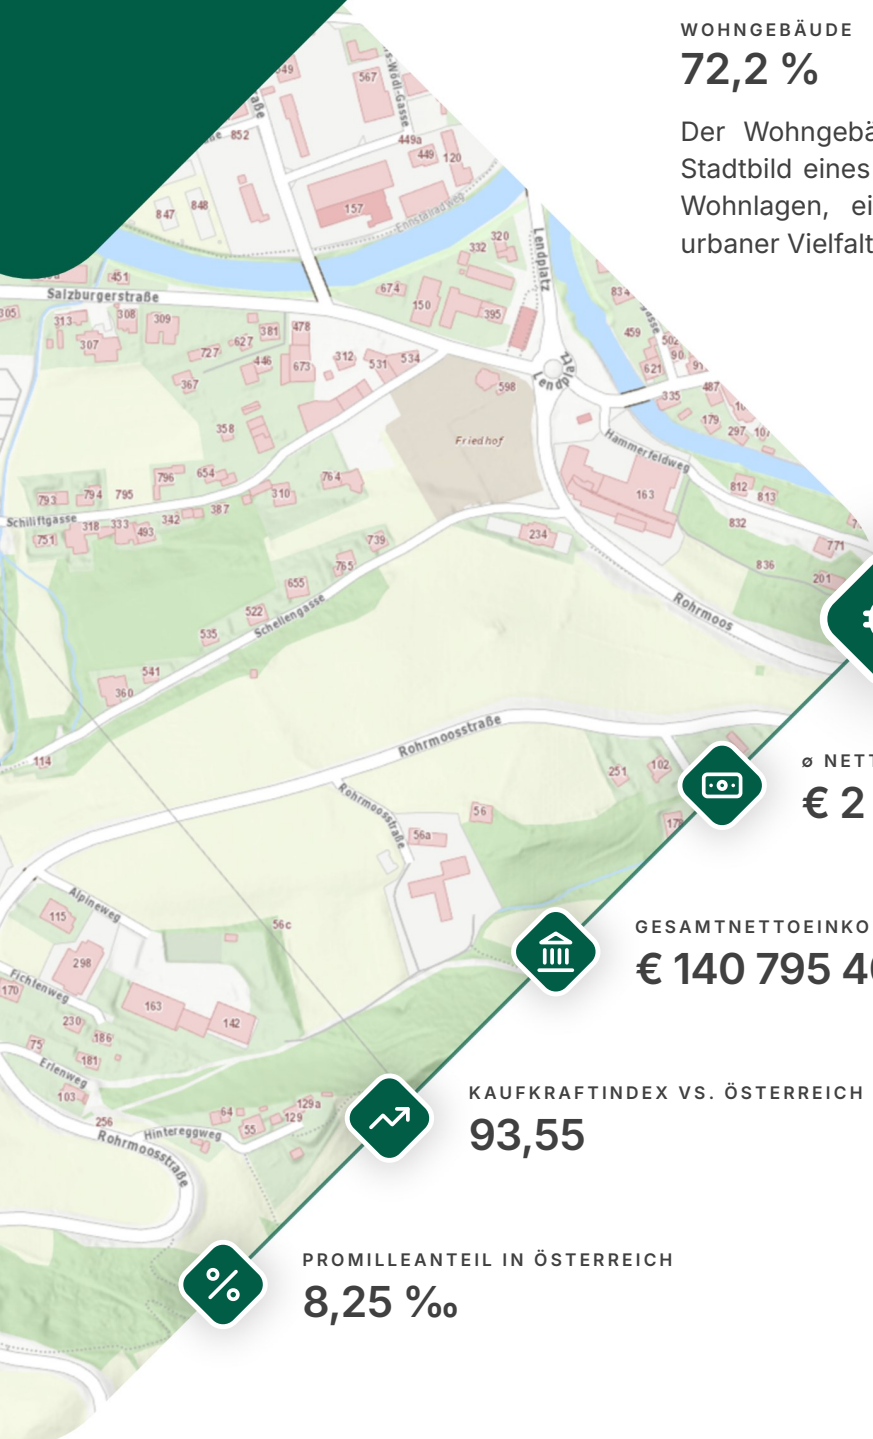 WOHNGEBÄUDE
72,2 %
Der Wohngebä
Stadtbild eines
Wohnlagen, ei
urbaner Vielfalt
567
852
449a
449
120
847
848
157
Ennstalradweg
320
332
Lendplatz
451
Salzburgerstraße
674
834
305
313
308
309
150
395
459
307
381
478
627
727
446
673
312
531
534
621
335
487
367
598
Lendplatz
179
297
358
Friedhof
Hammerfeldweg
796
654
764
163
812
813
793
794
795
310
387
342
832
Schiliftgasse
318
333
493
751
739
234
771
765
836
201
655
522
Schellengasse
Rohrmoos
535
541
360
Rohrmoosstraße
114
251
102
ø NETT
€ 2
Rohrmoosstraße
56
56a
Alpineweg
115
56c
GESAMTNETTOEINKO
€ 140 795 4
298
Fichtenweg
170
163
142
230
186
75
181
Erlenweg
103
KAUFKRAFTINDEX VS. ÖSTERREICH
93,55
64
129a
129
256
55
Hintereggweg
Rohrmoosstraße
PROMILLEANTEIL IN ÖSTERREICH
8,25 ‰